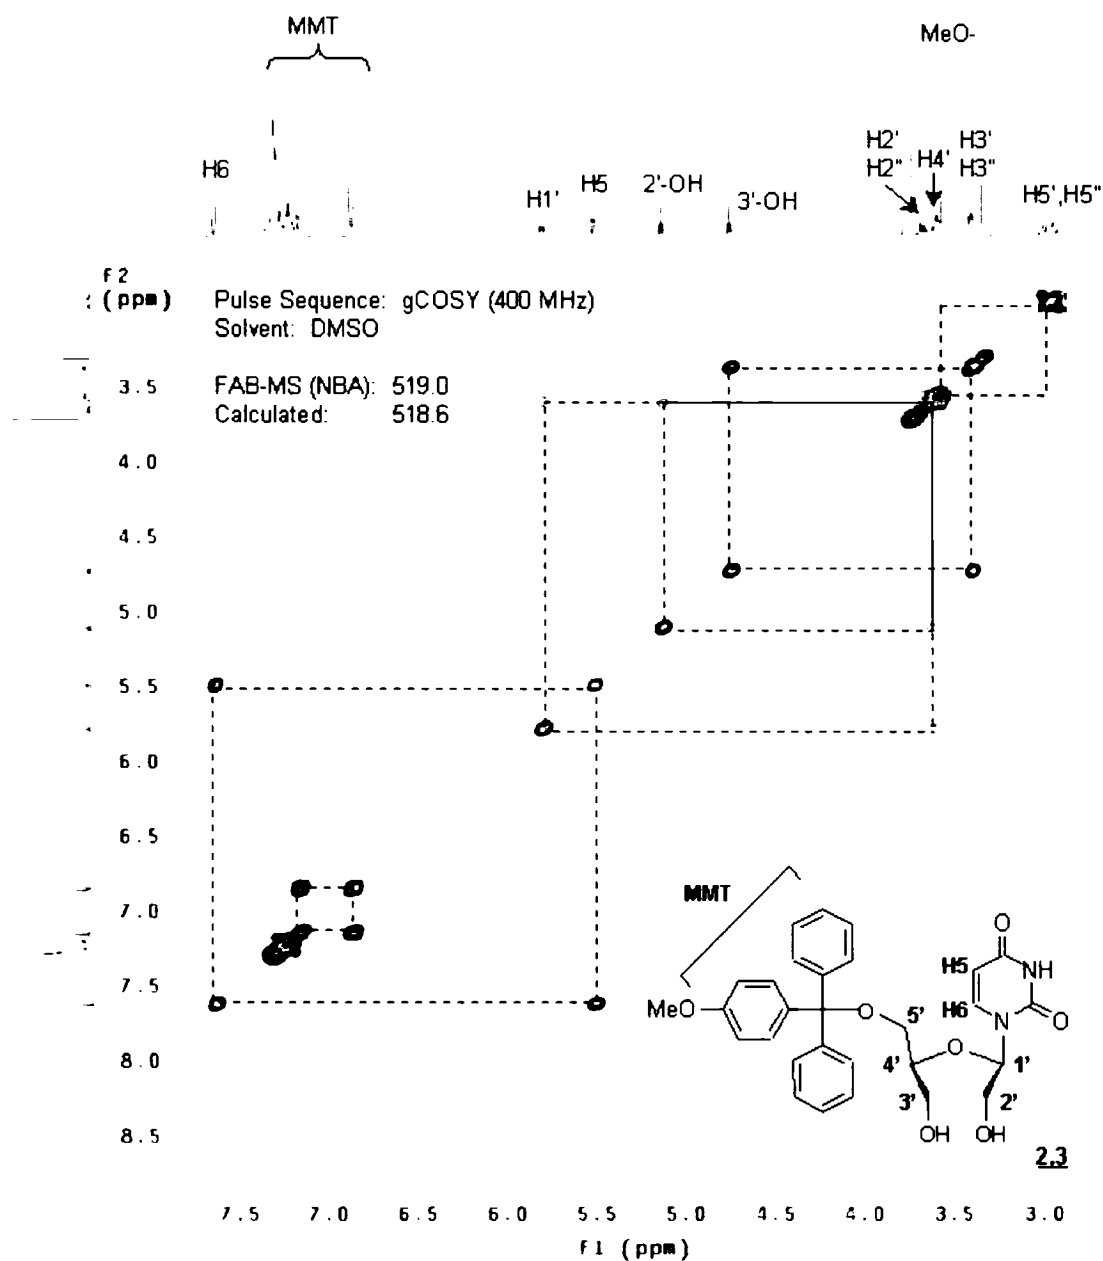 MMT
MeO-
H2' H3'
H2" H4' H3"
H6 H1' H5 2'-OH 3'-OH H5',H5"
F2
(ppm)
Pulse Sequence: gCOSY (400 MHz)
Solvent: DMSO
FAB-MS (NBA): 519.0
Calculated: 518.6
3.5
4.0
4.5
5.0
5.5
6.0
6.5
7.0
7.5
8.0
8.5
MMT
O
H5 NH
H6
MeO O 5' N O
4' O 1'
3' 2'
OH OH
2.3
7.5 7.0 6.5 6.0 5.5 5.0 4.5 4.0 3.5 3.0
F1 (ppm)